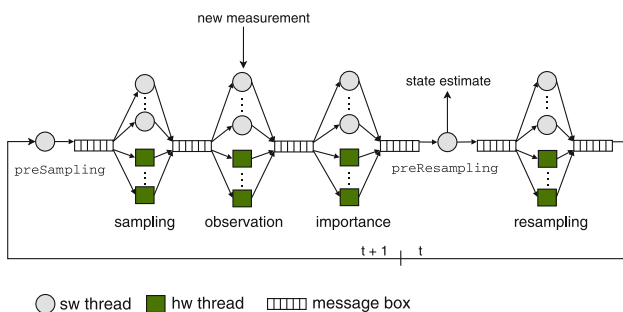 new measurement
state estimate
preSampling
preResampling
sampling
observation
importance
resampling
t + 1
t
sw thread
hw thread
message box